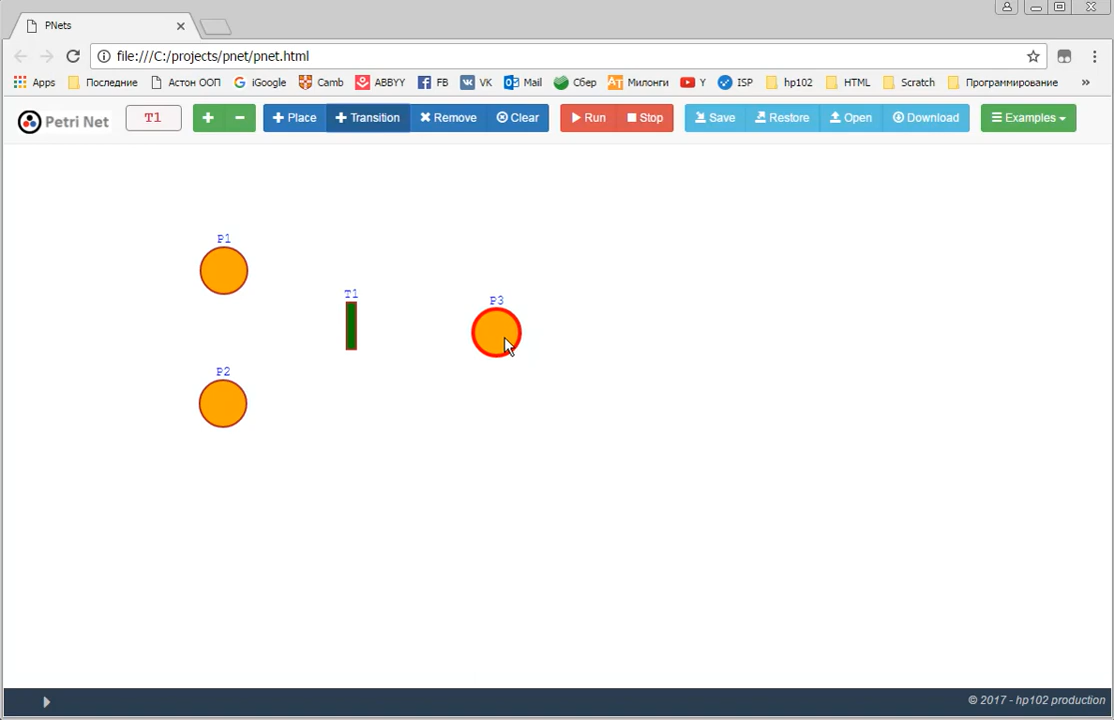 PNets
file:///C:/projects/pnet/pnet.html
Apps Последние Астон ООП iGoogle Camb ABBYY FB VK Mail Сбер Милонги Y ISP hp102 HTML Scratch Программирование »
Petri Net T1 + - + Place + Transition Remove Clear Run Stop Save Restore Open Download Examples
P1
T1
P3
P2
© 2017 - hp102 production